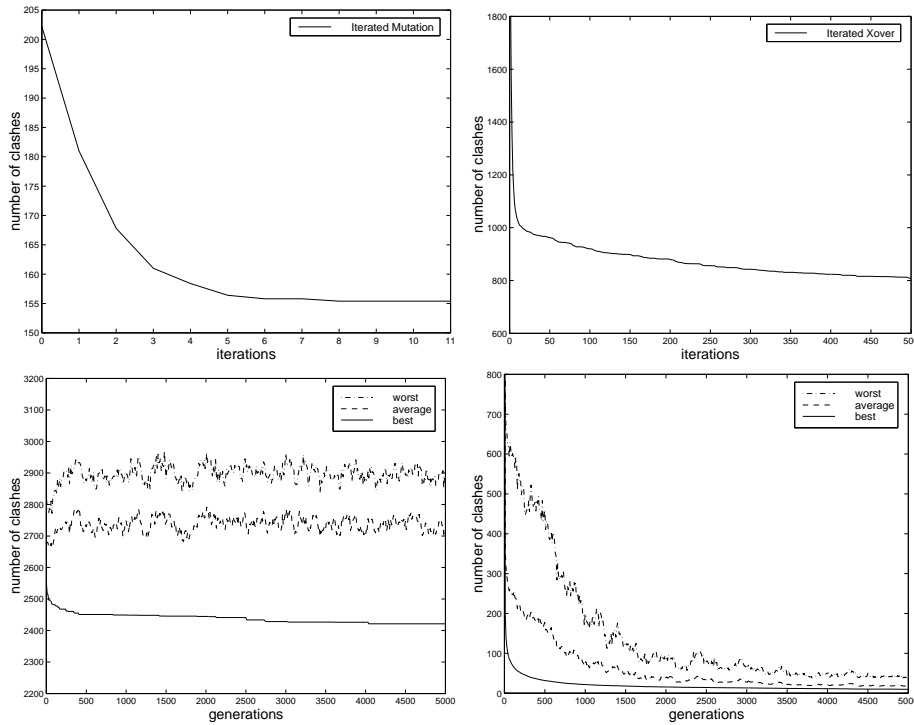 205
200
195
190
185
180
175
170
165
160
155
150
number of clashes
Iterated Mutation
0 1 2 3 4 5 6 7 8 9 10 11
iterations
1800
1600
1400
1200
1000
800
600
number of clashes
Iterated Xover
0 50 100 150 200 250 300 350 400 450 500
iterations
3200
3100
3000
2900
2800
2700
2600
2500
2400
2300
2200
number of clashes
worst
average
best
0 500 1000 1500 2000 2500 3000 3500 4000 4500 5000
generations
800
700
600
500
400
300
200
100
0
number of clashes
worst
average
best
0 500 1000 1500 2000 2500 3000 3500 4000 4500 5000
generations